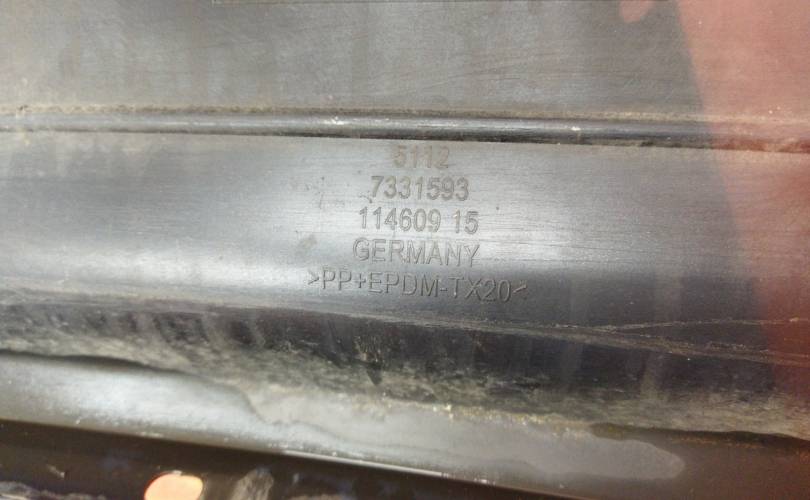 5112
7331593
114609 15
GERMANY
>PP+EPDM-TX20<